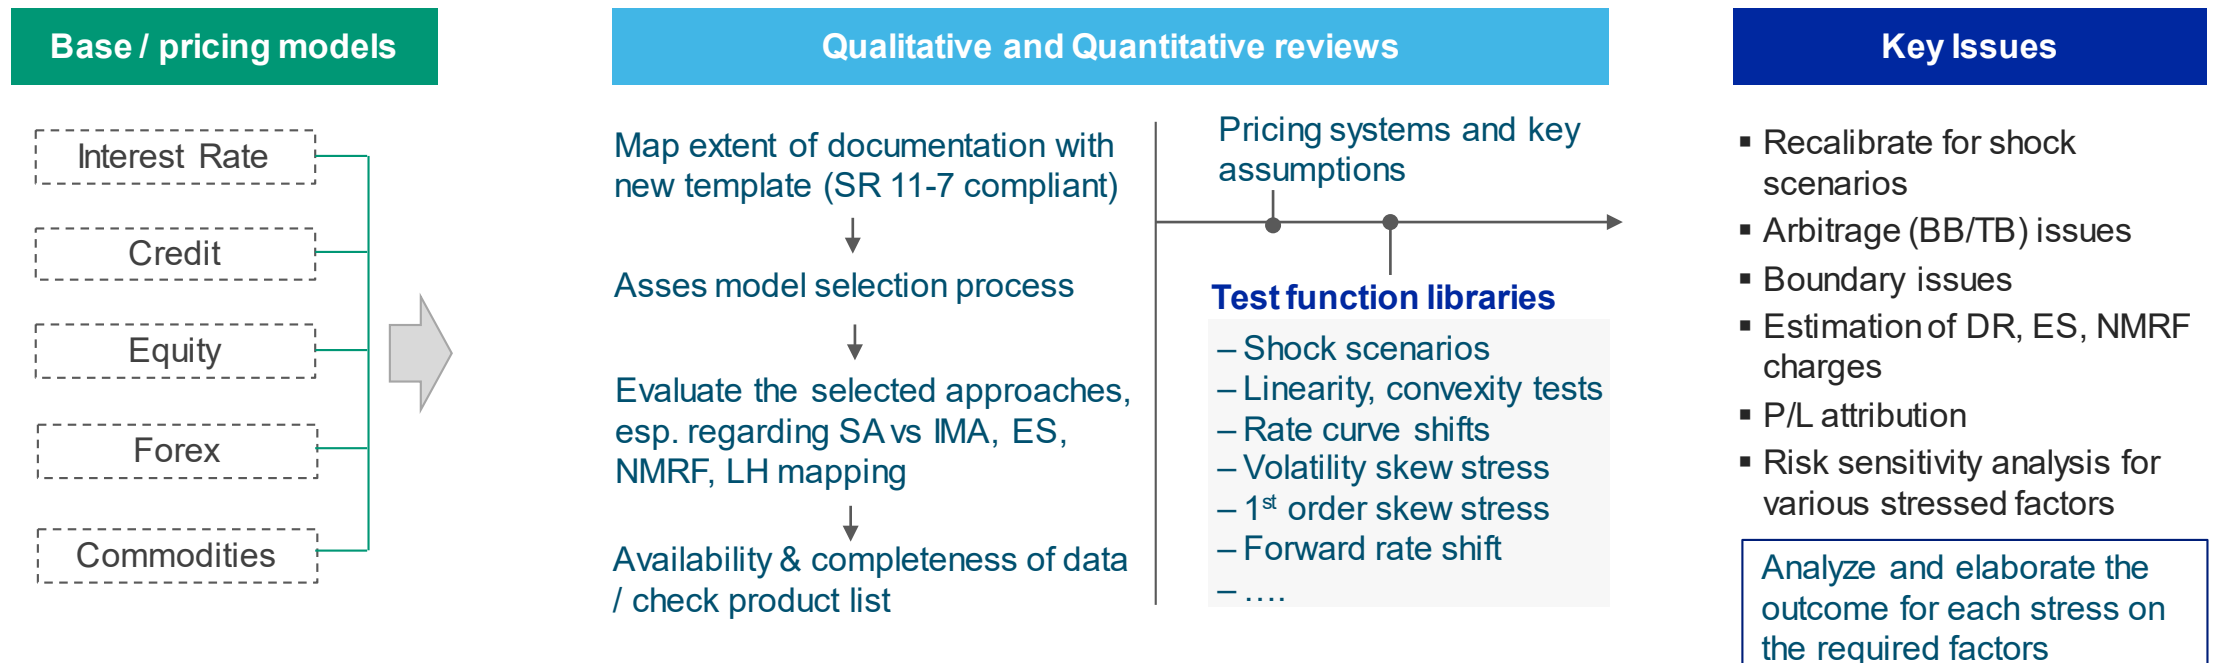 Base / pricing models
Interest Rate
Credit
Equity
Forex
Commodities
Qualitative and Quantitative reviews
Map extent of documentation with
new template (SR 11-7 compliant)
Asses model selection process
Evaluate the selected approaches,
esp. regarding SA vs IMA, ES,
NMRF, LH mapping
Availability & completeness of data
/ check product list
Pricing systems and key
assumptions
Test function libraries
– Shock scenarios
– Linearity, convexity tests
– Rate curve shifts
– Volatility skew stress
– 1st order skew stress
– Forward rate shift
– ....
Key Issues
▪ Recalibrate for shock
scenarios
▪ Arbitrage (BB/TB) issues
▪ Boundary issues
▪ Estimation of DR, ES, NMRF
charges
▪ P/L attribution
▪ Risk sensitivity analysis for
various stressed factors
Analyze and elaborate the
outcome for each stress on
the required factors